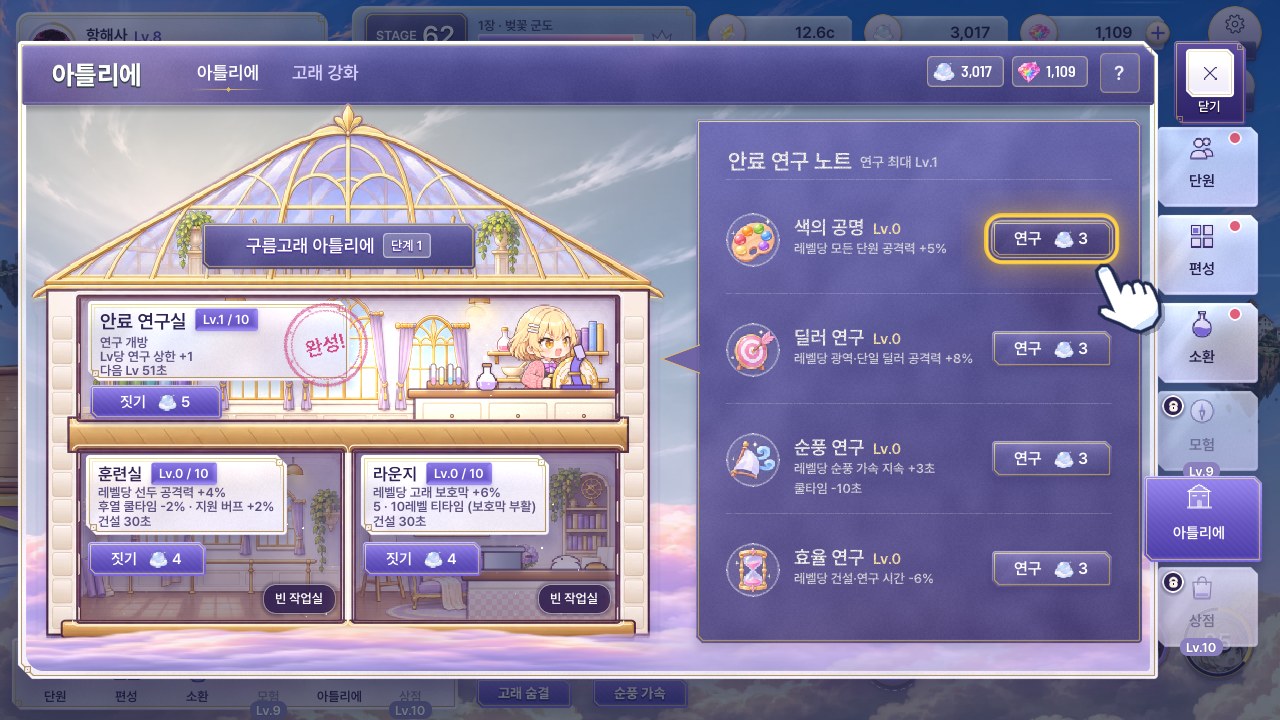 항해사 Lv.8
STAGE 62
1장 · 벚꽃 군도
12.6c
3,017
1,109
아틀리에
아틀리에
고래 강화
3,017
1,109
?
닫기
구름고래 아틀리에 단계 1
안료 연구실 Lv.1 / 10
연구 개방
Lv당 연구 상한 +1
다음 Lv 51초
완성!
짓기 5
훈련실 Lv.0 / 10
레벨당 선두 공격력 +4%
후열 쿨타임 -2% · 지원 버프 +2%
건설 30초
짓기 4
빈 작업실
라운지 Lv.0 / 10
레벨당 고래 보호막 +6%
5 · 10레벨 티타임 (보호막 부활)
건설 30초
짓기 4
빈 작업실
안료 연구 노트 연구 최대 Lv.1
색의 공명 Lv.0
레벨당 모든 단원 공격력 +5%
연구 3
딜러 연구 Lv.0
레벨당 광역·단일 딜러 공격력 +8%
연구 3
순풍 연구 Lv.0
레벨당 순풍 가속 지속 +3초
쿨타임 -10초
연구 3
효율 연구 Lv.0
레벨당 건설·연구 시간 -6%
연구 3
단원
편성
소환
모험
Lv.9
아틀리에
상점
Lv.10
단원
편성
소환
모험
Lv.9
아틀리에
상점
Lv.10
고래 숨결
순풍 가속